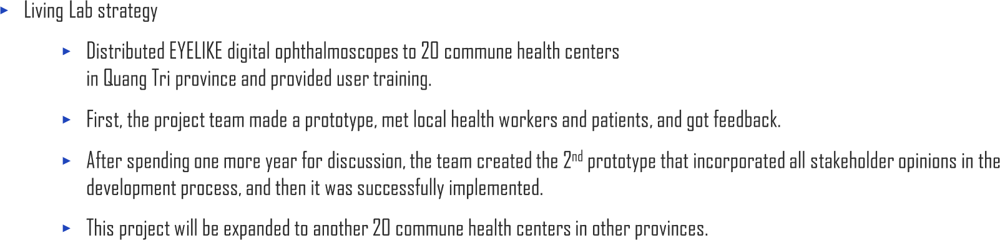 ▸ Living Lab strategy
▸ Distributed EYELIKE digital ophthalmoscopes to 20 commune health centers
in Quang Tri province and provided user training.
▸ First, the project team made a prototype, met local health workers and patients, and got feedback.
▸ After spending one more year for discussion, the team created the 2nd prototype that incorporated all stakeholder opinions in the
development process, and then it was successfully implemented.
▸ This project will be expanded to another 20 commune health centers in other provinces.